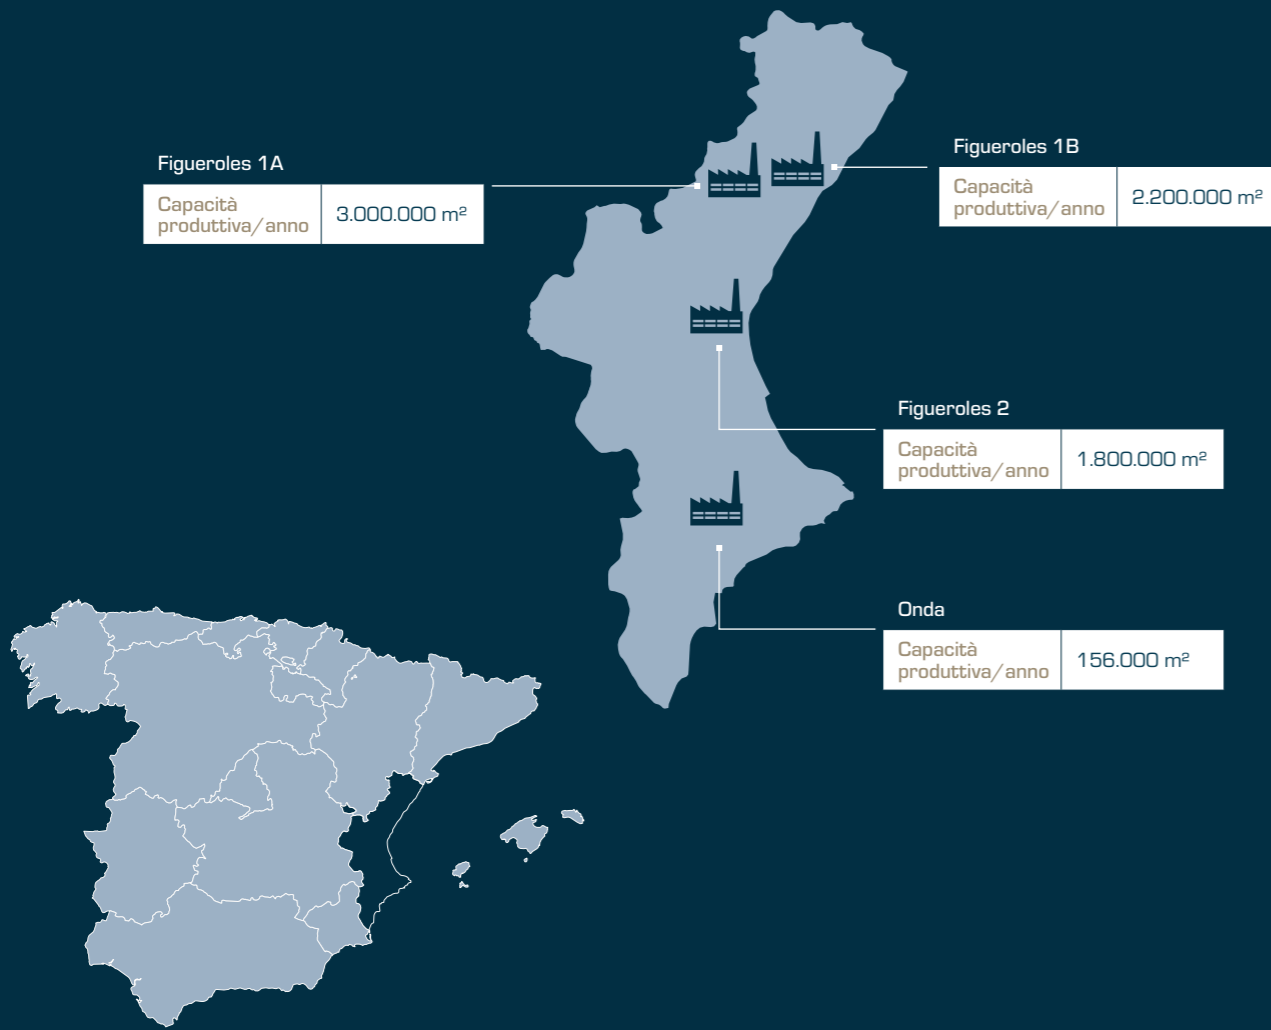 Figueroles 1A
Capacità
produttiva/anno
3.000.000 m²
Figueroles 1B
Capacità
produttiva/anno
2.200.000 m²
Figueroles 2
Capacità
produttiva/anno
1.800.000 m²
Onda
Capacità
produttiva/anno
156.000 m²